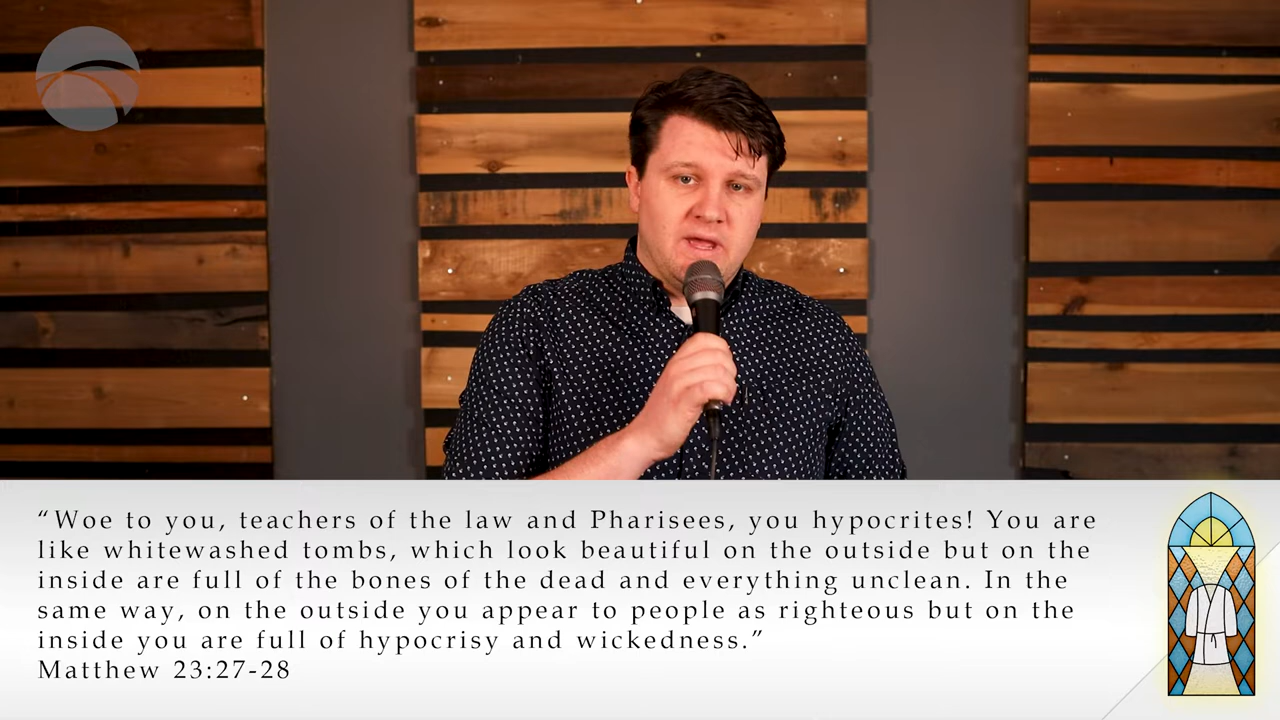 “Woe to you, teachers of the law and Pharisees, you hypocrites! You are
like whitewashed tombs, which look beautiful on the outside but on the
inside are full of the bones of the dead and everything unclean. In the
same way, on the outside you appear to people as righteous but on the
inside you are full of hypocrisy and wickedness.”
Matthew 23:27-28